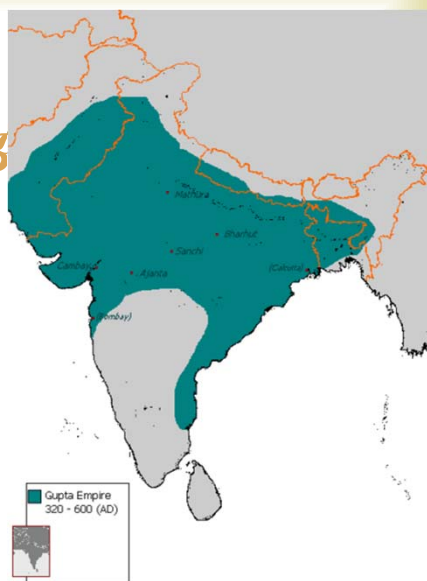 Mathura
Bharhut
Sanchi
Cambay
Ajanta
(Calcutta)
(Bombay)
Gupta Empire
320 - 600 (AD)